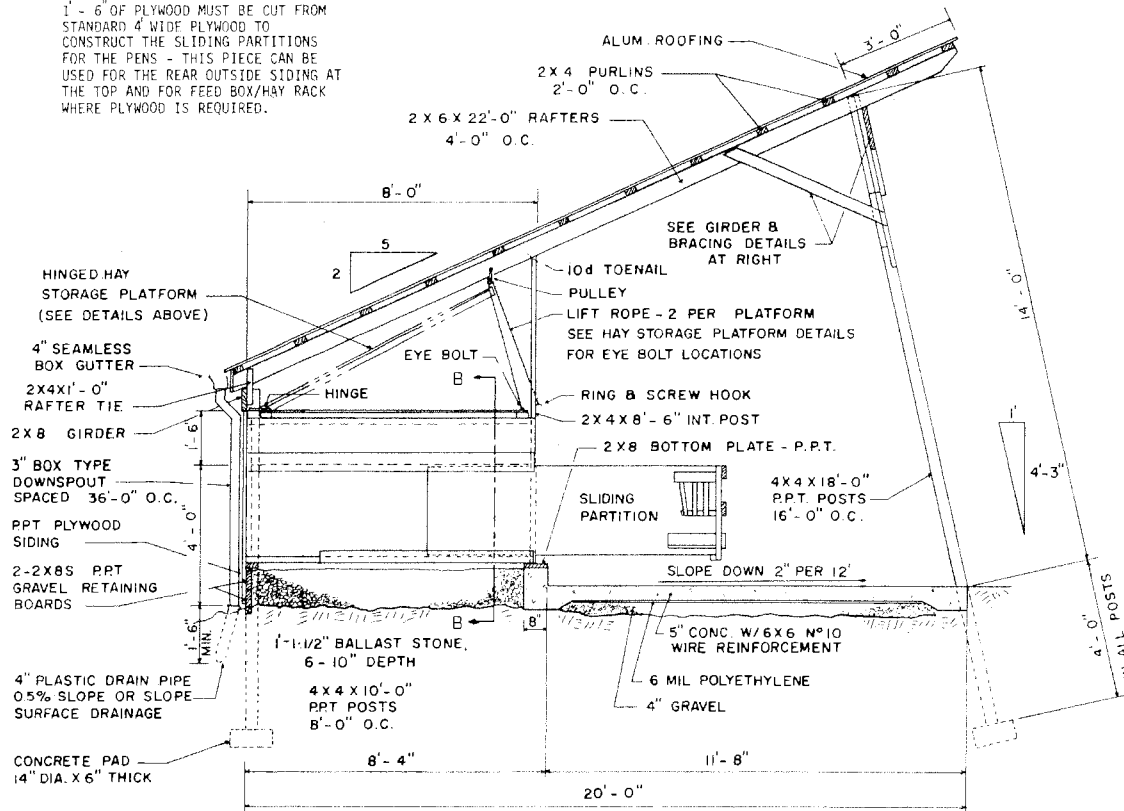 1' - 6" OF PLYWOOD MUST BE CUT FROM
STANDARD 4' WIDE PLYWOOD TO
CONSTRUCT THE SLIDING PARTITIONS
FOR THE PENS - THIS PIECE CAN BE
USED FOR THE REAR OUTSIDE SIDING AT
THE TOP AND FOR FEED BOX/HAY RACK
WHERE PLYWOOD IS REQUIRED.
3'-0"
ALUM. ROOFING
2X4 PURLINS
2'-0" O.C.
2 X 6 X 22'-0" RAFTERS
4'-0" O.C.
8'-0"
5
2
SEE GIRDER &
BRACING DETAILS
AT RIGHT
14'-0"
HINGED HAY
STORAGE PLATFORM
(SEE DETAILS ABOVE)
10d TOENAIL
PULLEY
LIFT ROPE - 2 PER PLATFORM
SEE HAY STORAGE PLATFORM DETAILS
FOR EYE BOLT LOCATIONS
4" SEAMLESS
BOX GUTTER
EYE BOLT
B
2X4X1'-0"
RAFTER TIE
HINGE
RING & SCREW HOOK
2X4X8'-6" INT. POST
2X8 GIRDER
1'-6"
2X8 BOTTOM PLATE - P.P.T.
1'
4'-3"
3" BOX TYPE
DOWNSPOUT
SPACED 36'-0" O.C.
4'-0"
SLIDING
PARTITION
4X4X18'-0"
P.P.T. POSTS
16'-0" O.C.
P.P.T PLYWOOD
SIDING
2-2X8S P.P.T
GRAVEL RETAINING
BOARDS
SLOPE DOWN 2" PER 12'
1'-6"
MIN.
B
8"
1"-1-1/2" BALLAST STONE,
6-10" DEPTH
5" CONC. W/6X6 Nº10
WIRE REINFORCEMENT
4'-0"
ALL POSTS
4" PLASTIC DRAIN PIPE
0.5% SLOPE OR SLOPE
SURFACE DRAINAGE
4 X 4 X 10'-0"
P.P.T POSTS
8'-0" O.C.
6 MIL POLYETHYLENE
4" GRAVEL
CONCRETE PAD
14" DIA. X 6" THICK
8'-4"
11'-8"
20'-0"